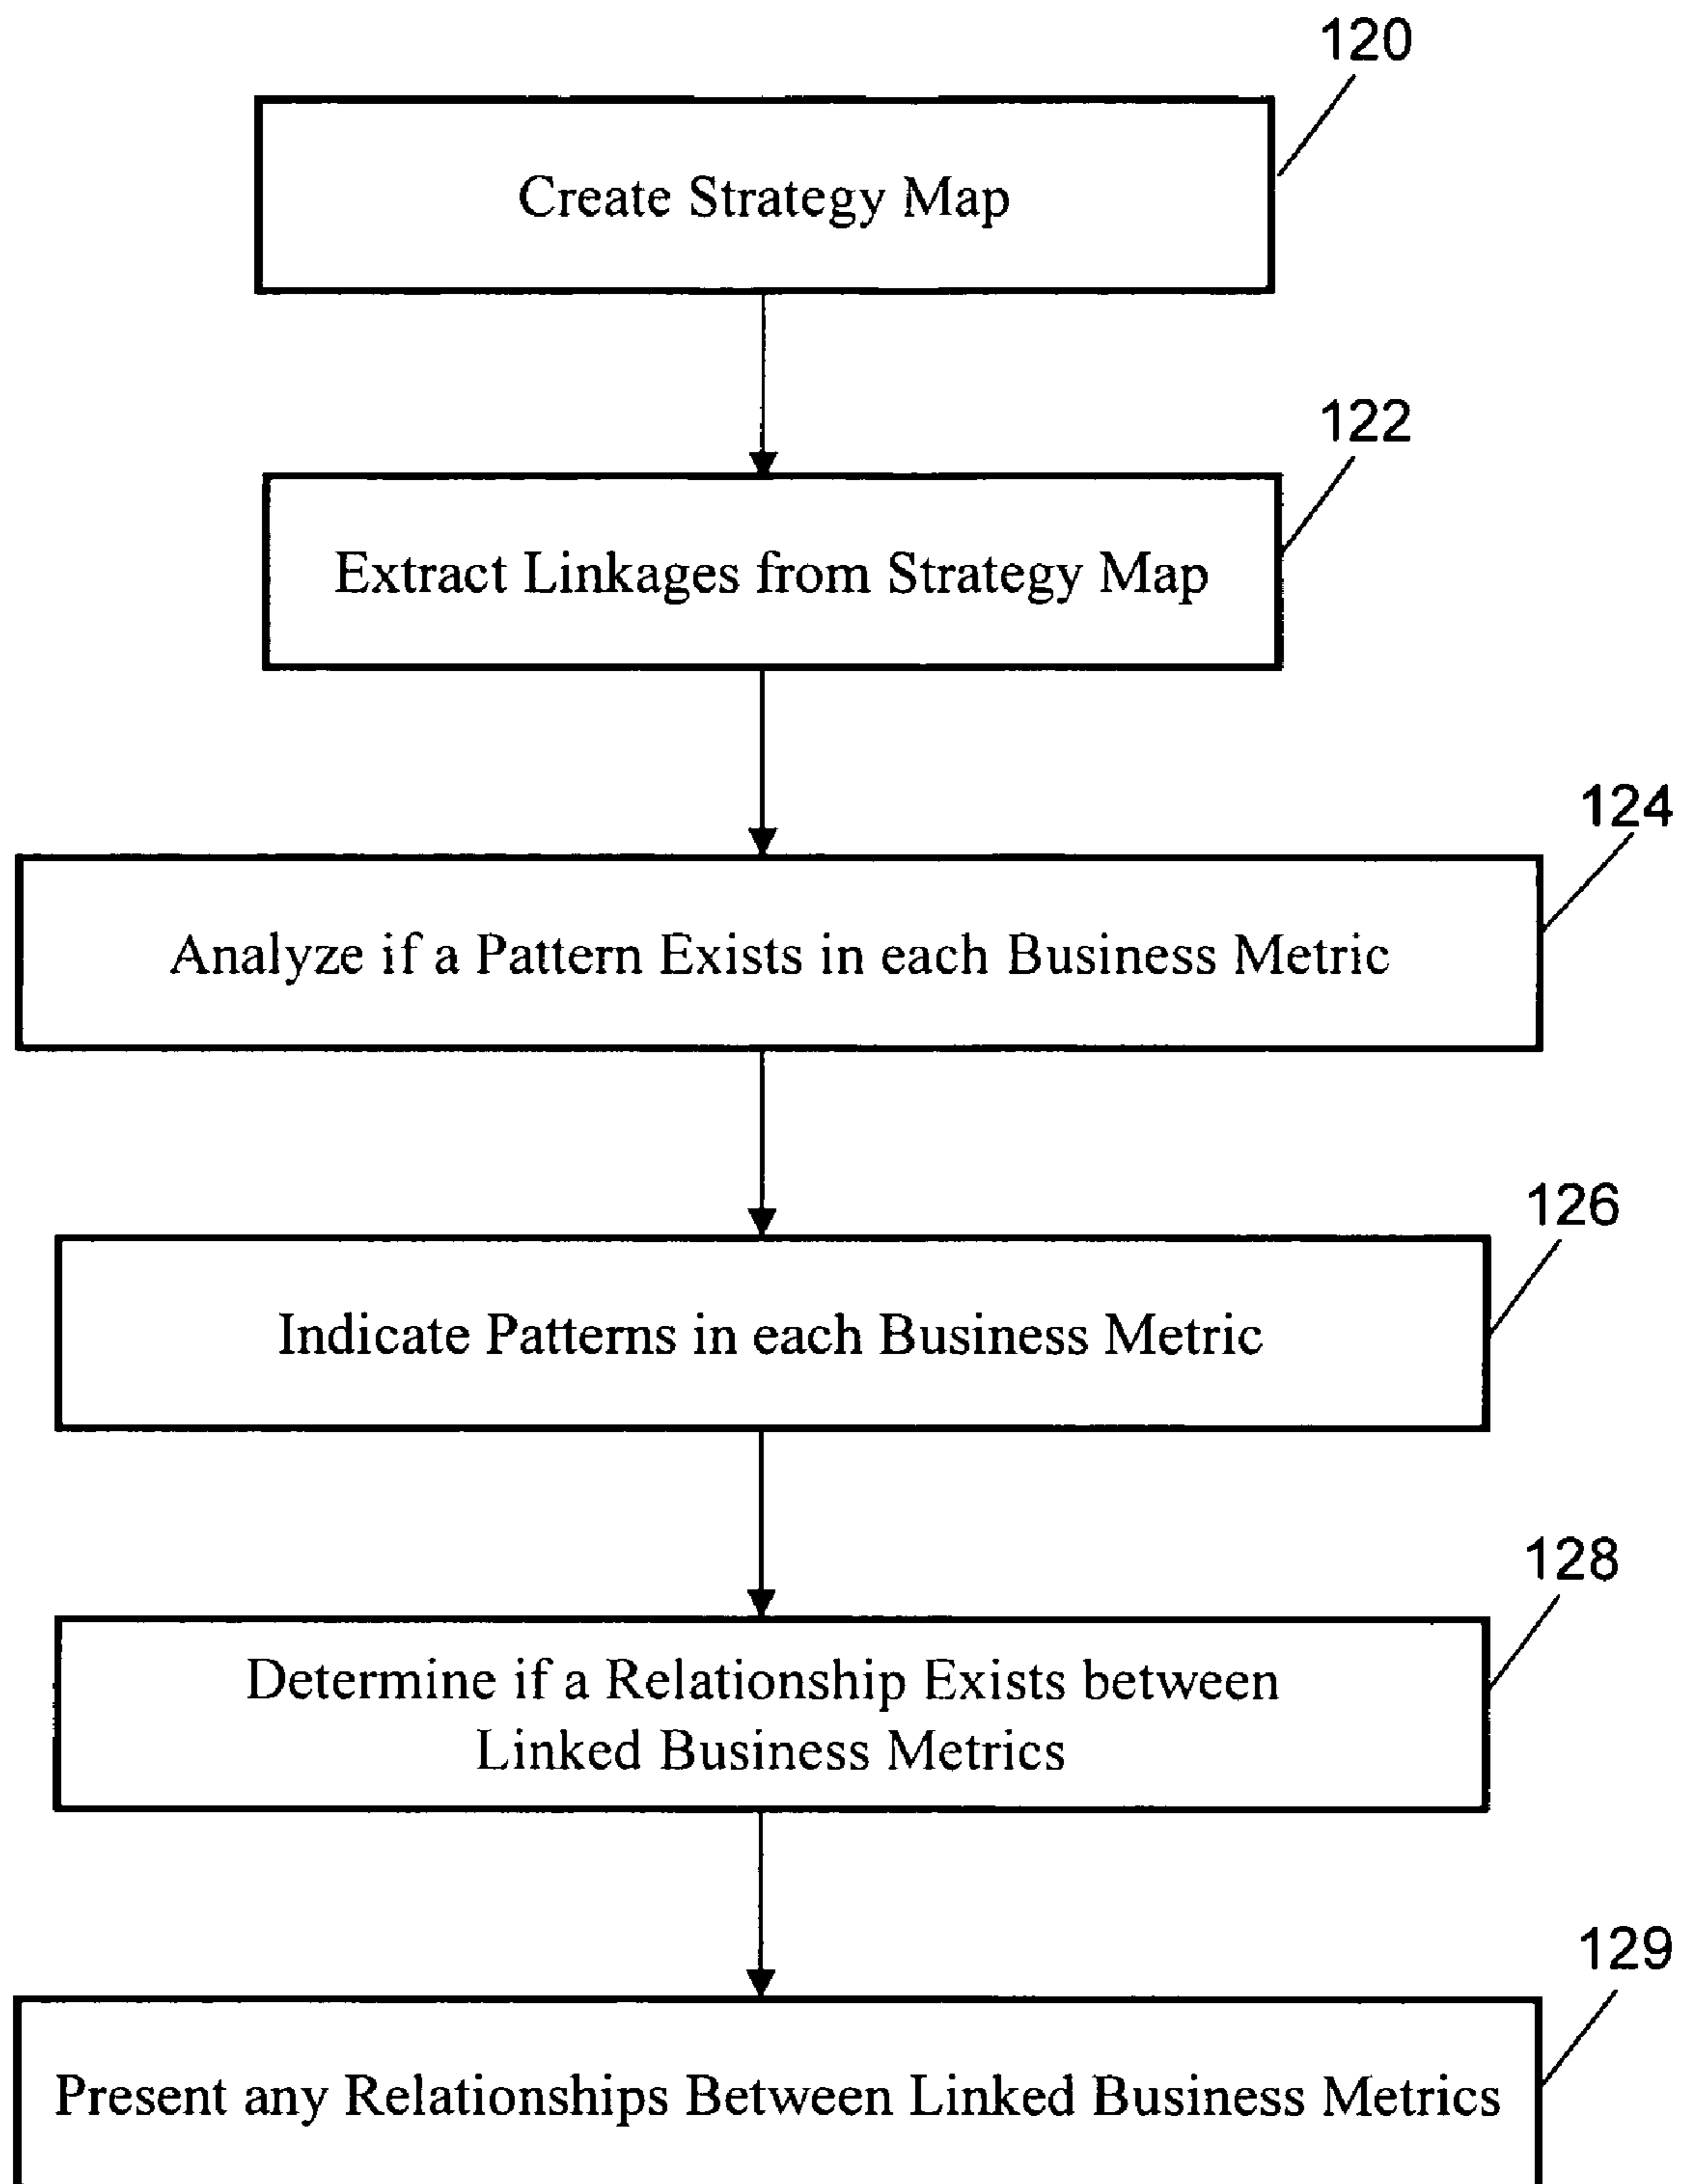 120
Create Strategy Map
122
Extract Linkages from Strategy Map
124
Analyze if a Pattern Exists in each Business Metric
126
Indicate Patterns in each Business Metric
128
Determine if a Relationship Exists between
Linked Business Metrics
129
Present any Relationships Between Linked Business Metrics